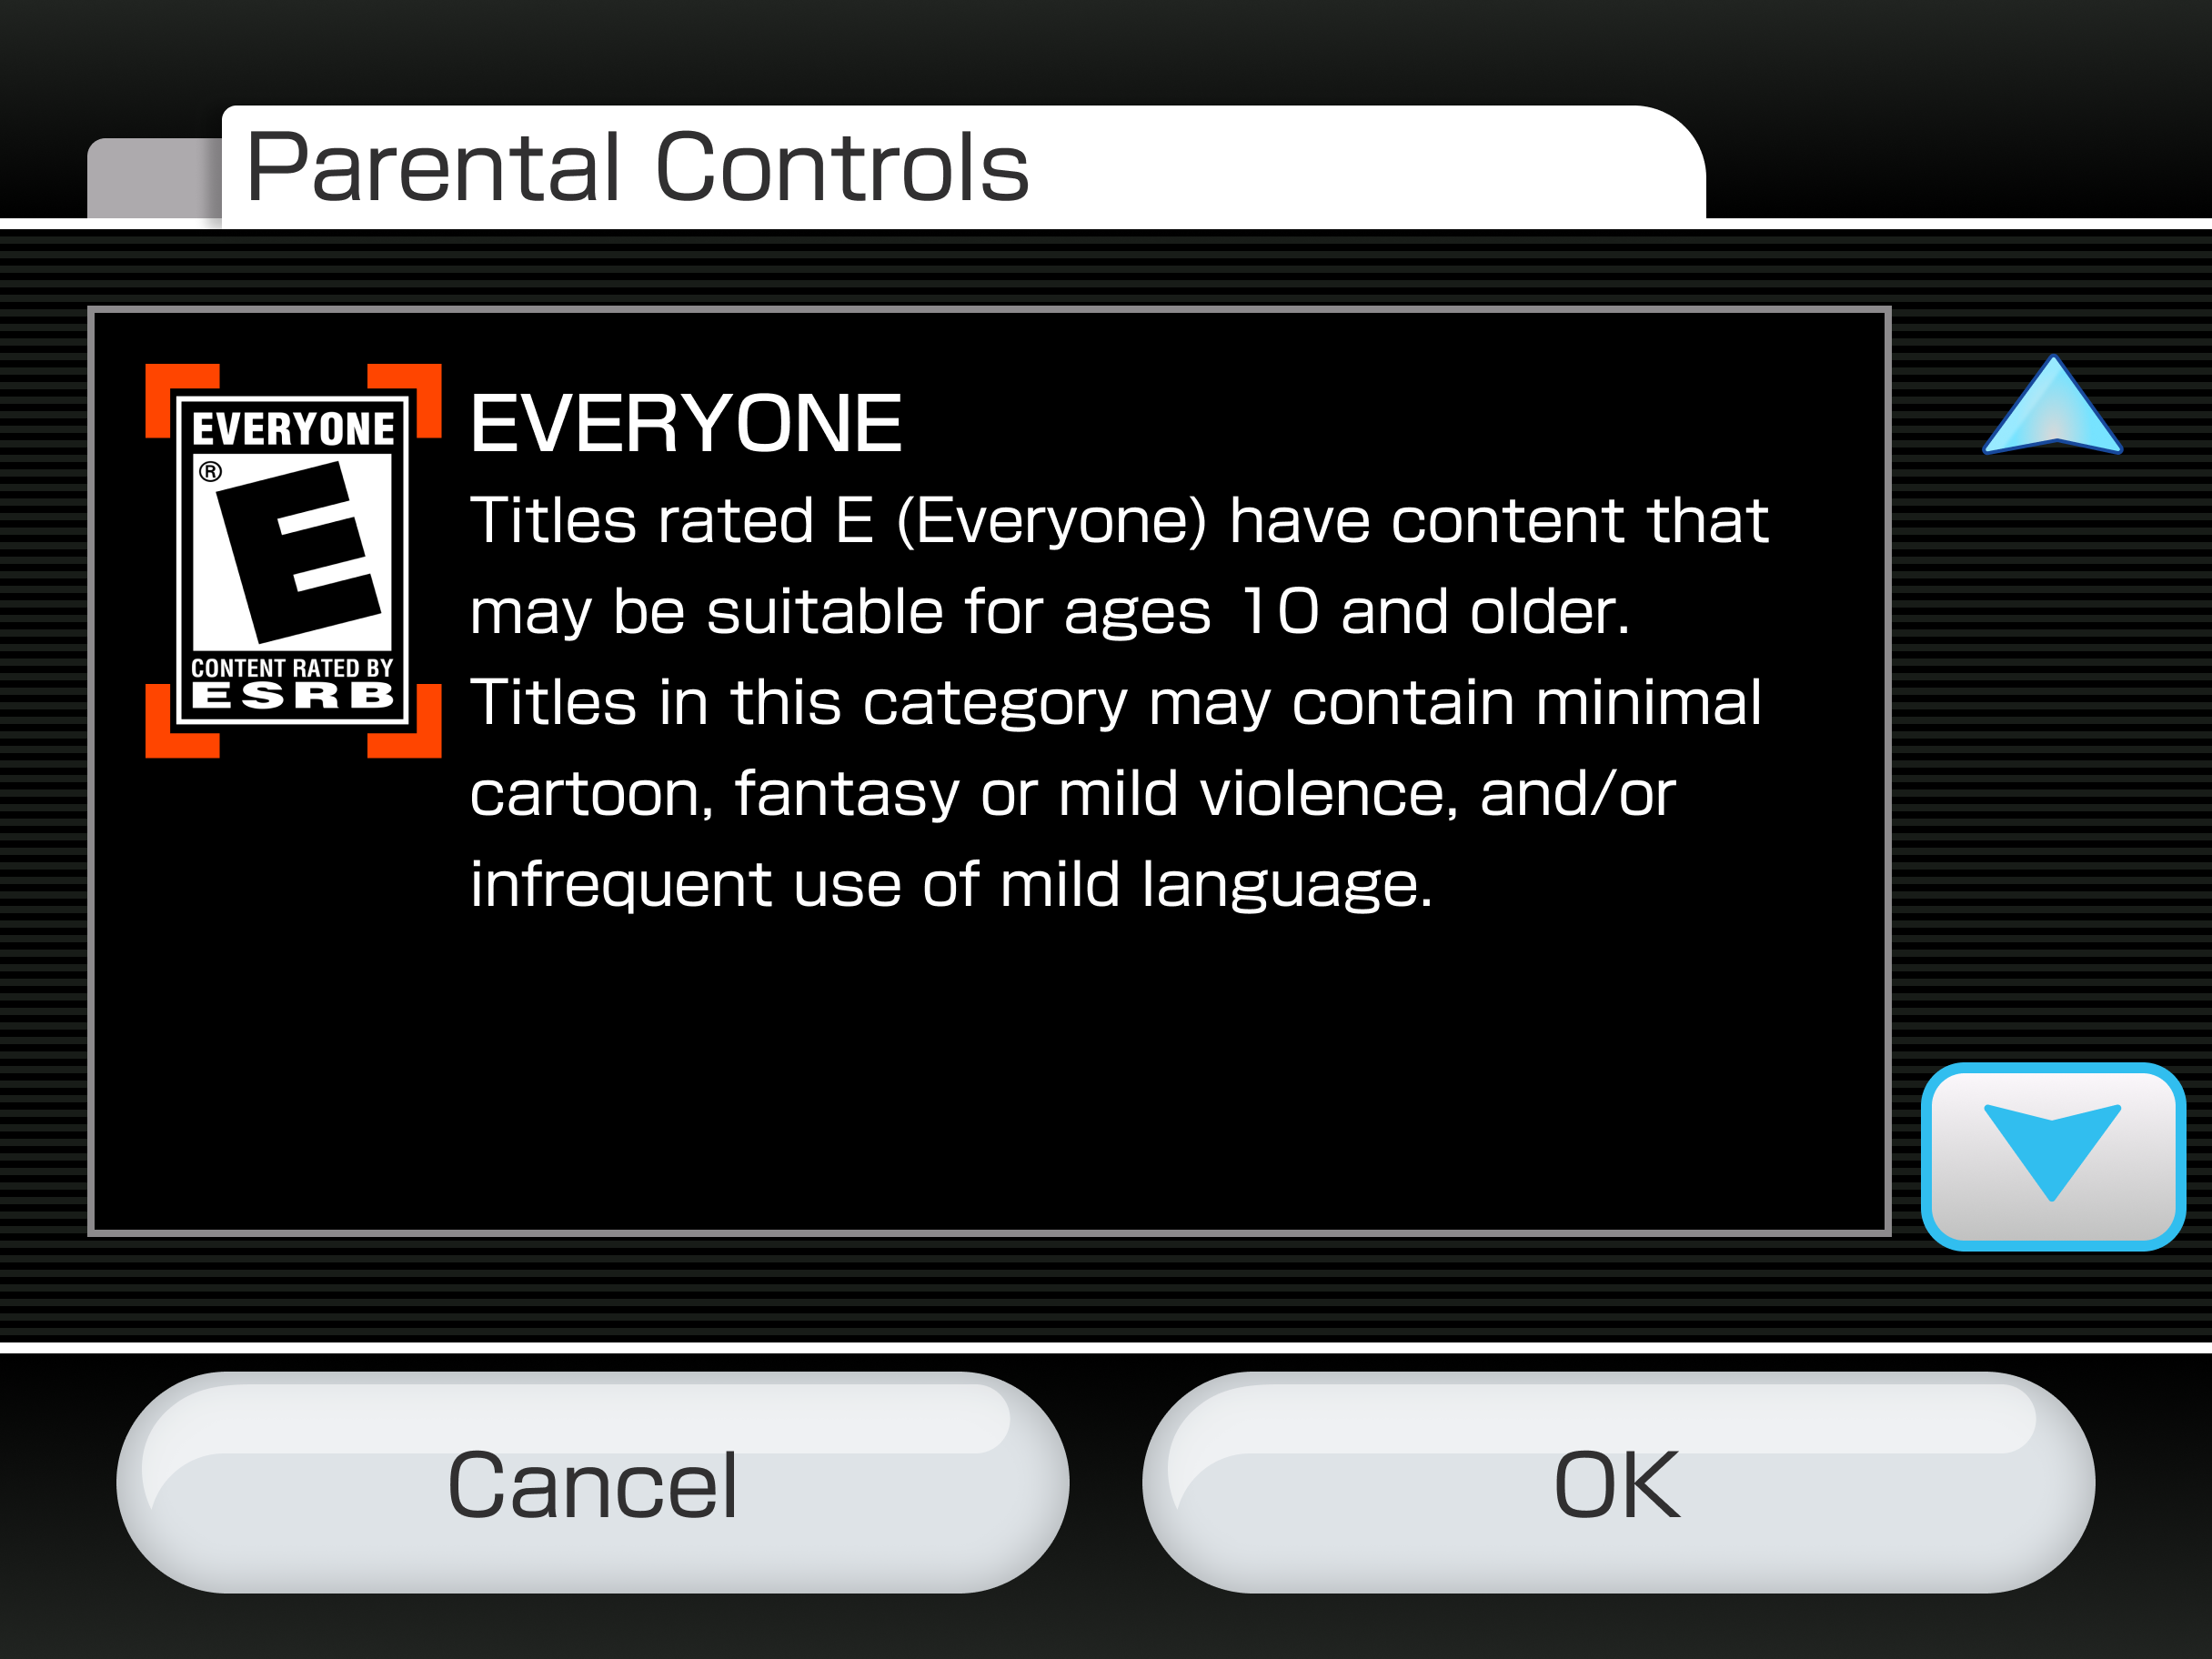 Parental Controls
EVERYONE
®
E
CONTENT RATED BY
ESRB
EVERYONE
Titles rated E (Everyone) have content that
may be suitable for ages 10 and older.
Titles in this category may contain minimal
cartoon, fantasy or mild violence, and/or
infrequent use of mild language.
Cancel
OK